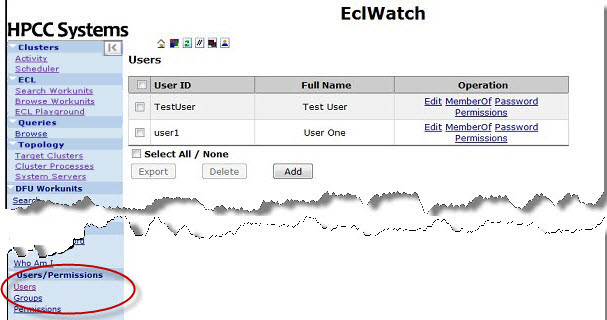 EclWatch
HPCC Systems
Clusters
Activity
Scheduler
ECL
Search Workunits
Browse Workunits
ECL Playground
Queries
Browse
Topology
Target Clusters
Cluster Processes
System Servers
DFU Workunits
Search
Who Am I
Users/Permissions
Users
Groups
Permissions
Users
User ID Full Name Operation
TestUser Test User Edit MemberOf Password
Permissions
user1 User One Edit MemberOf Password
Permissions
Select All / None
Export Delete Add